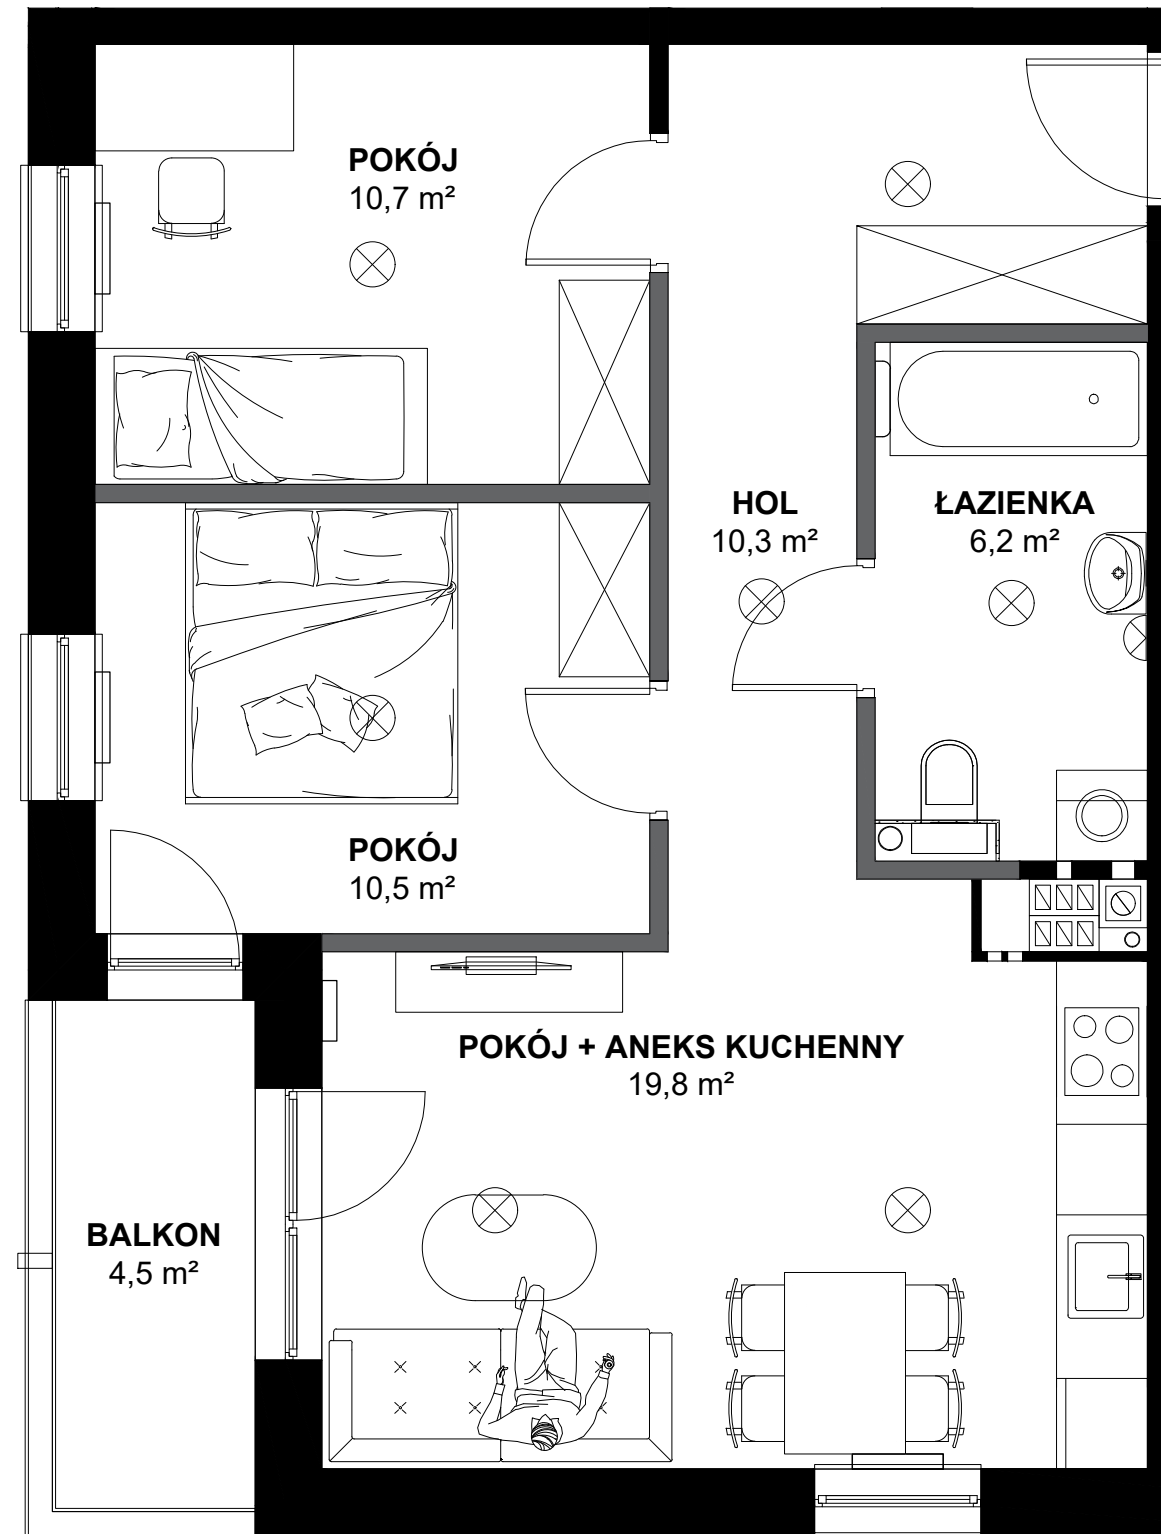 POKÓJ
10,7 m²
HOL
10,3 m²
ŁAZIENKA
6,2 m²
POKÓJ
10,5 m²
POKÓJ + ANEKS KUCHENNY
19,8 m²
BALKON
4,5 m²